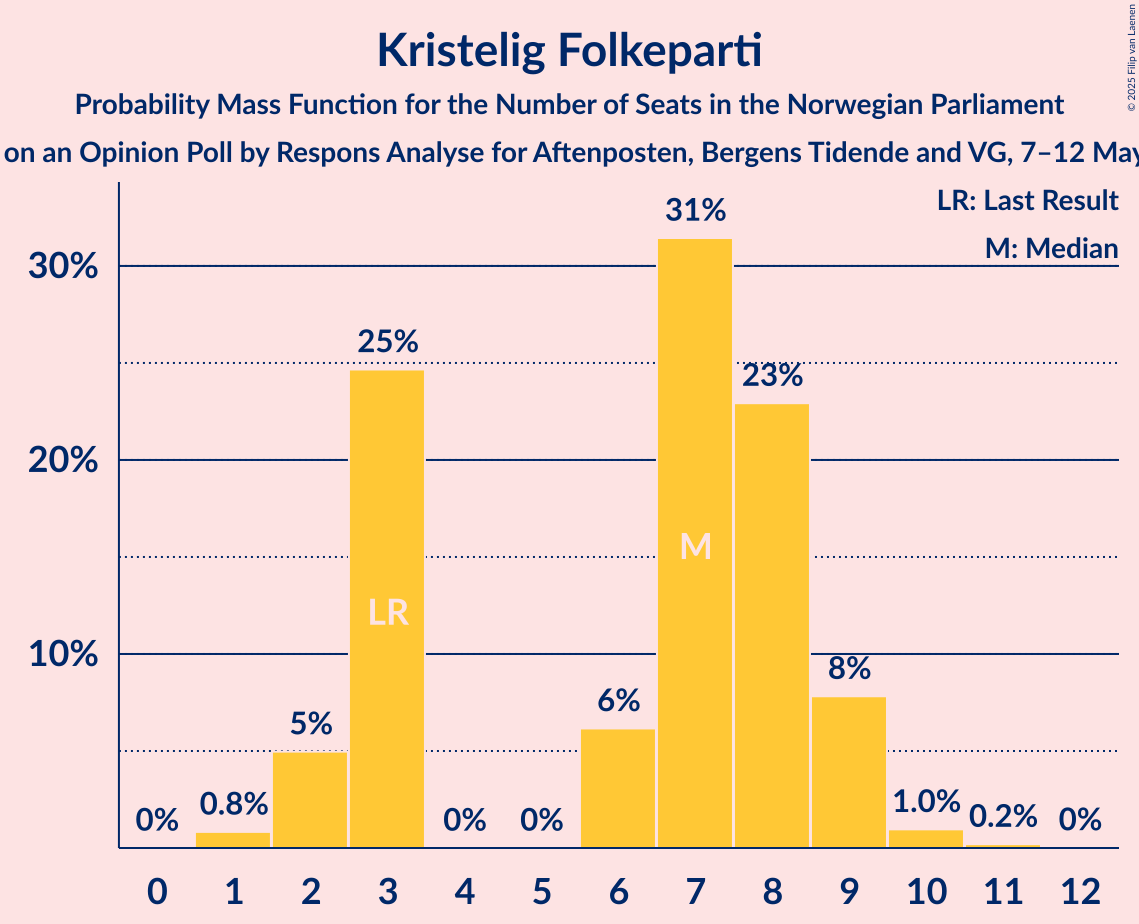 Kristelig Folkeparti
Probability Mass Function for the Number of Seats in the Norwegian Parliament
on an Opinion Poll by Respons Analyse for Aftenposten, Bergens Tidende and VG, 7–12 May
© 2025 Filip van Laenen
LR: Last Result
M: Median
30%
20%
10%
0%
0.8%
5%
25%
0%
0%
6%
31%
23%
8%
1.0%
0.2%
0%
LR
M
0 1 2 3 4 5 6 7 8 9 10 11 12